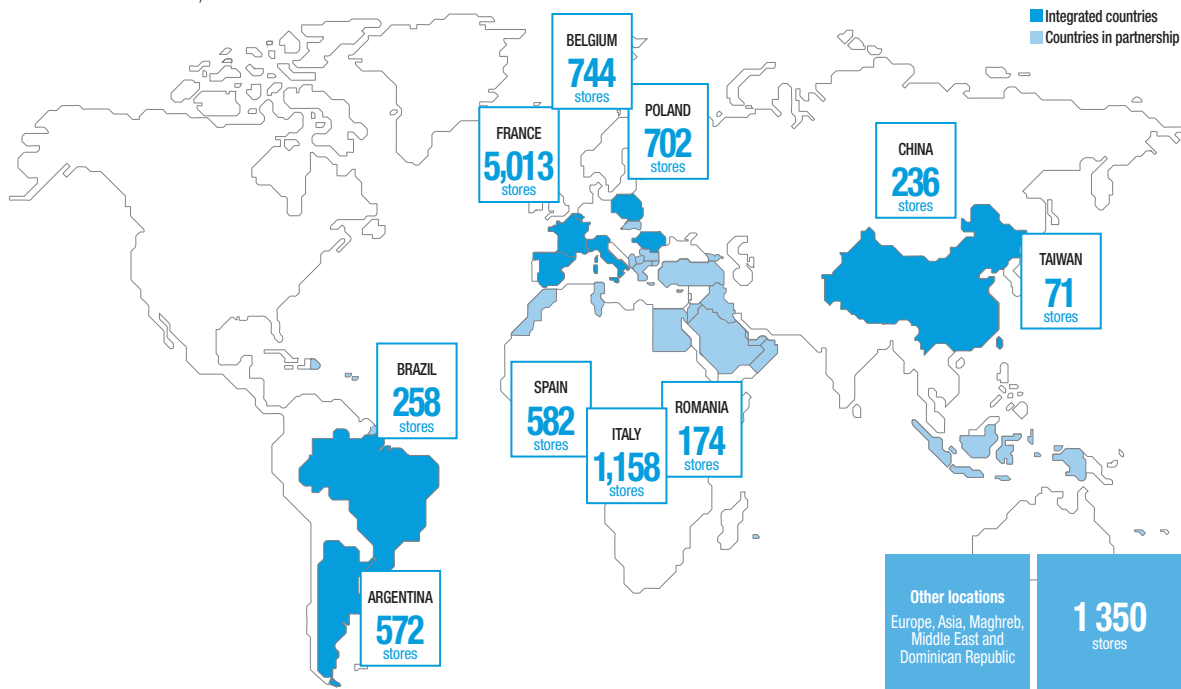 Integrated countries
Countries in partnership
BELGIUM
744
stores
POLAND
702
stores
FRANCE
5,013
stores
CHINA
236
stores
TAIWAN
71
stores
BRAZIL
258
stores
SPAIN
582
stores
ITALY
1,158
stores
ROMANIA
174
stores
ARGENTINA
572
stores
Other locations
Europe, Asia, Maghreb,
Middle East and
Dominican Republic
1 350
stores